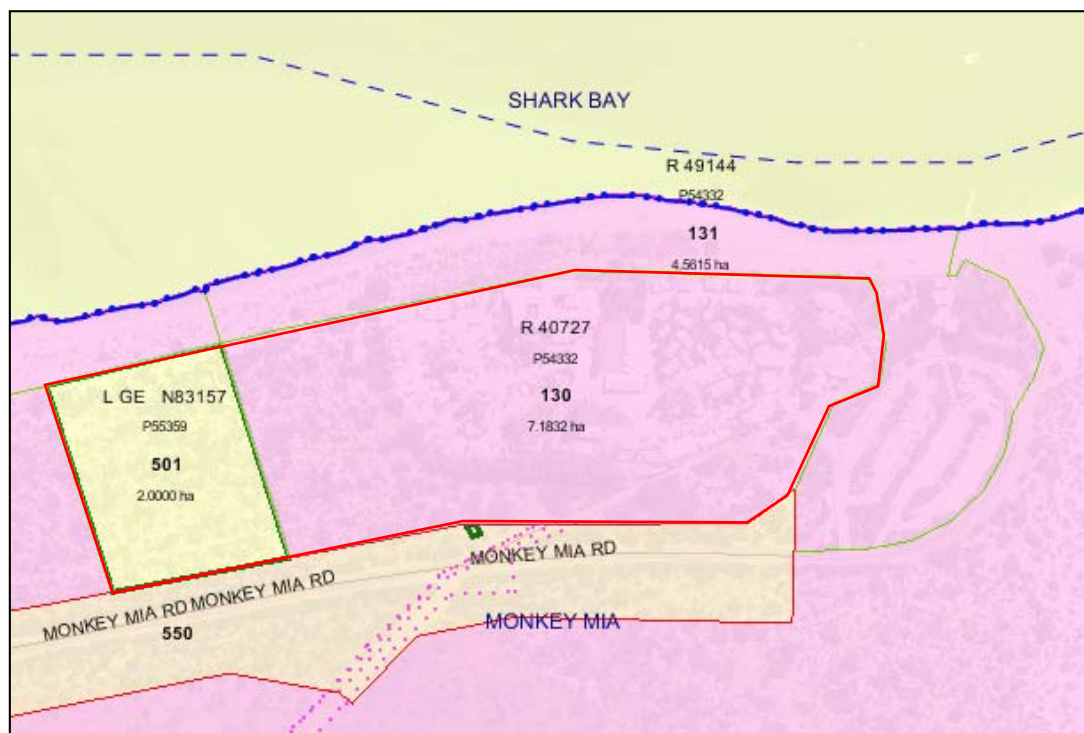 SHARK BAY
R 49144
P54332
131
4.5615 ha
R 40727
P54332
130
7.1832 ha
L GE N83157
P55359
501
2.0000 ha
MONKEY MIA RD
MONKEY MIA RD
MONKEY MIA RD
550
MONKEY MIA